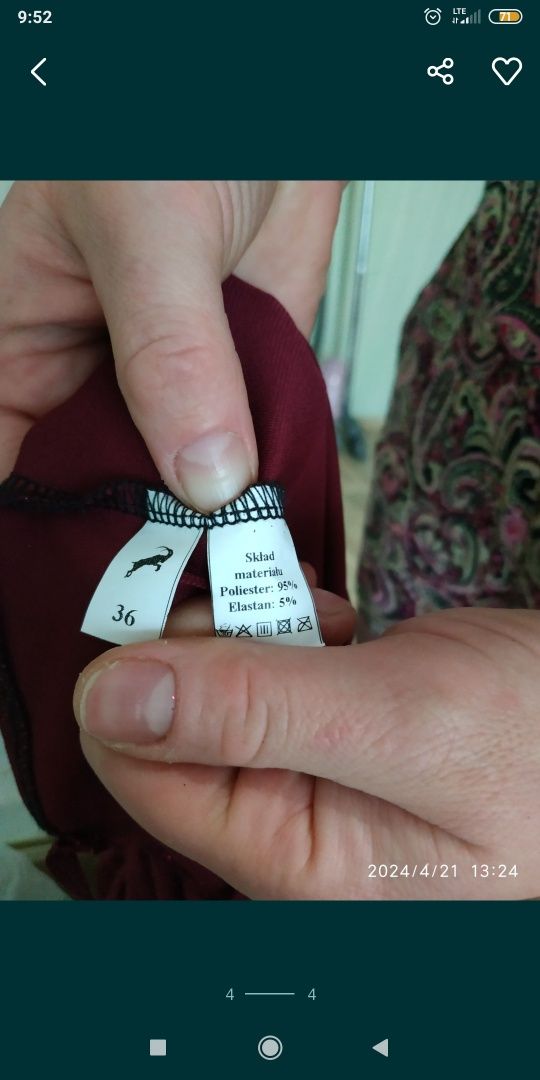 9:52
LTE
71
Skład
materiału
Poliester: 95%
Elastan: 5%
36
2024/4/21 13:24
4
4